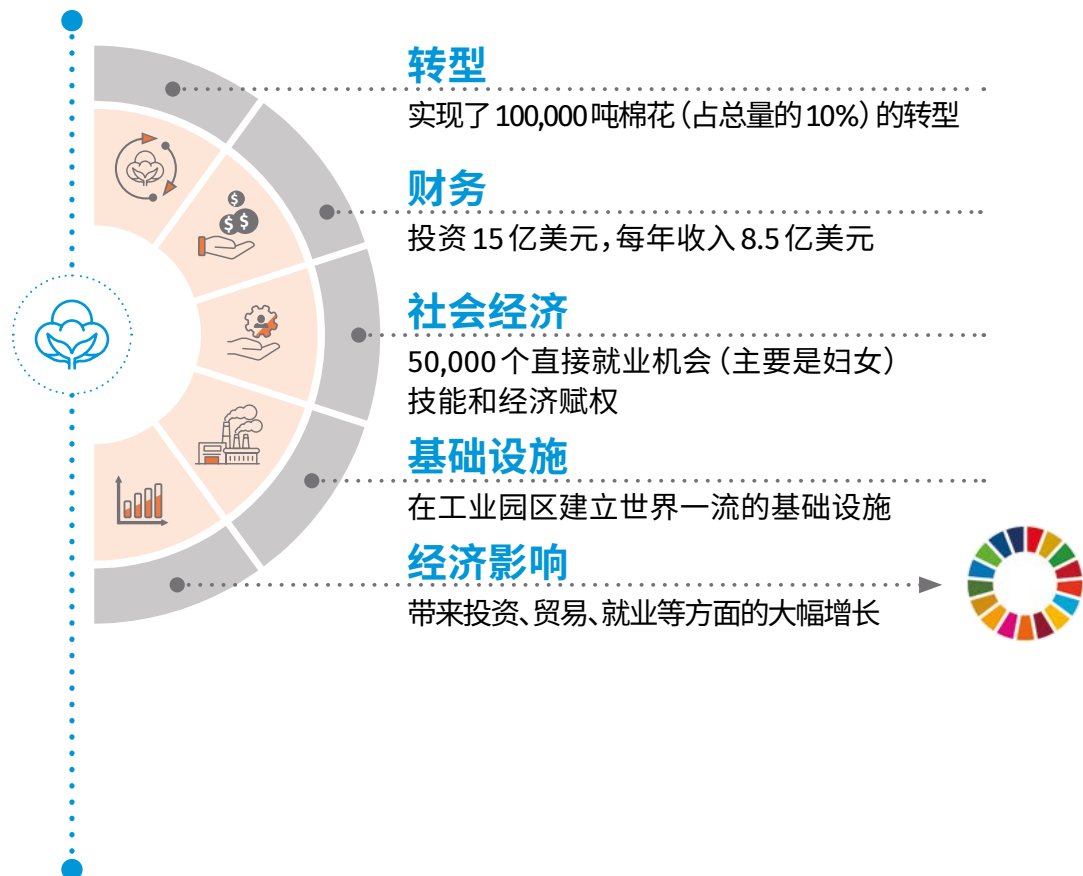 转型
实现了100,000吨棉花（占总量的10%）的转型
财务
投资15亿美元，每年收入8.5亿美元
社会经济
50,000个直接就业机会（主要是妇女）
技能和经济赋权
基础设施
在工业园区建立世界一流的基础设施
经济影响
带来投资、贸易、就业等方面的大幅增长